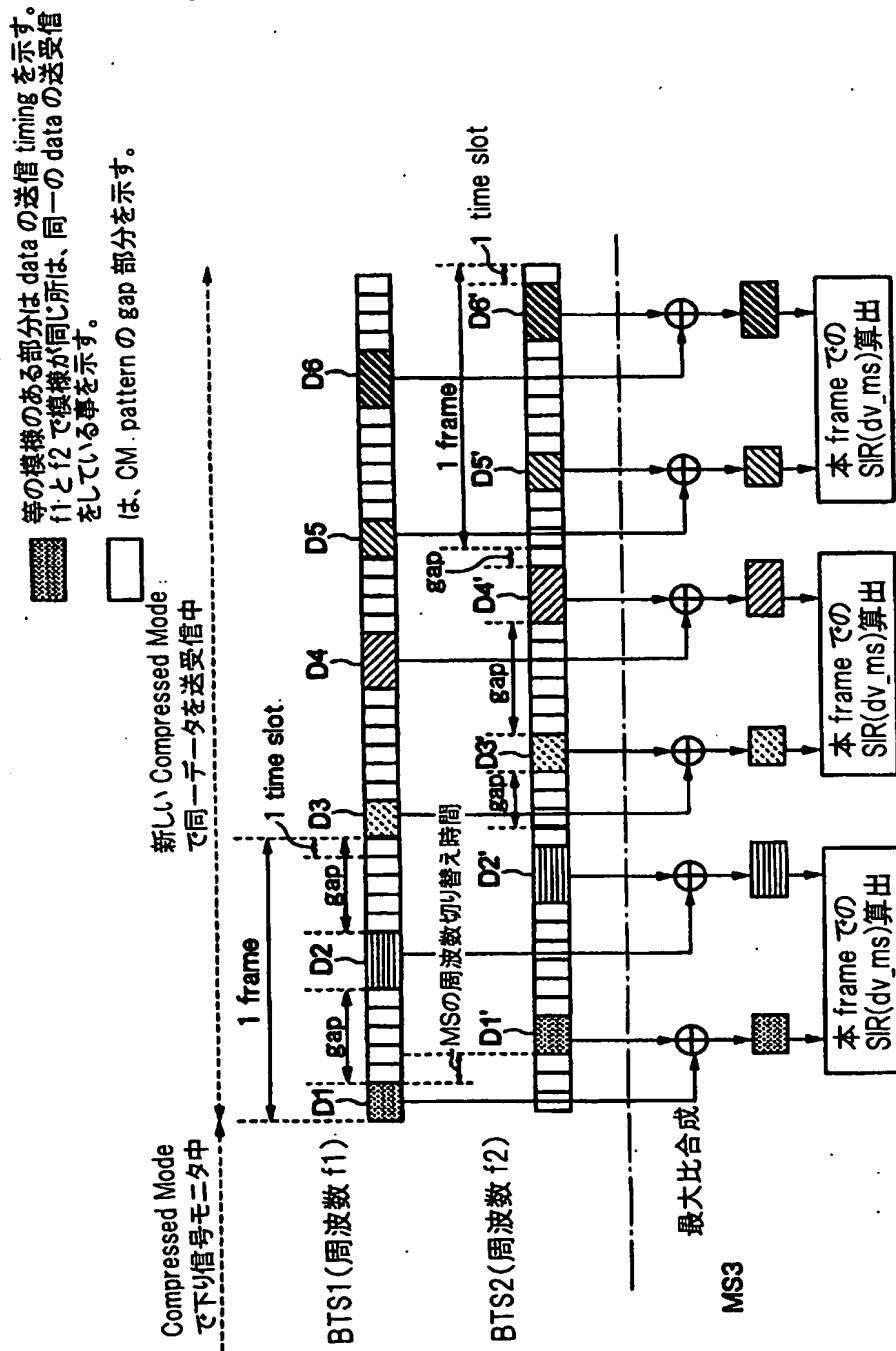 等の模様のある部分は data の送信 timing を示す。
f1 と f2 で模様が同じ所は、同一の data の送受信
をしている事を示す。
は、CM pattern の gap 部分を示す。
Compressed Mode
で下り信号モニタ中
新しい Compressed Mode
で同一データを送受信中
1 frame
1 time slot
BTS1(周波数 f1)
D1
gap
D2
gap
D3
D4
D5
D6
MSの周波数切り替え時間
1 frame
1 time slot
BTS2(周波数 f2)
D1'
D2'
gap
D3'
gap
D4'
gap
D5'
D6'
最大比合成
MS3
本 frame での
SIR(dv_ms)算出
本 frame での
SIR(dv_ms)算出
本 frame での
SIR(dv_ms)算出